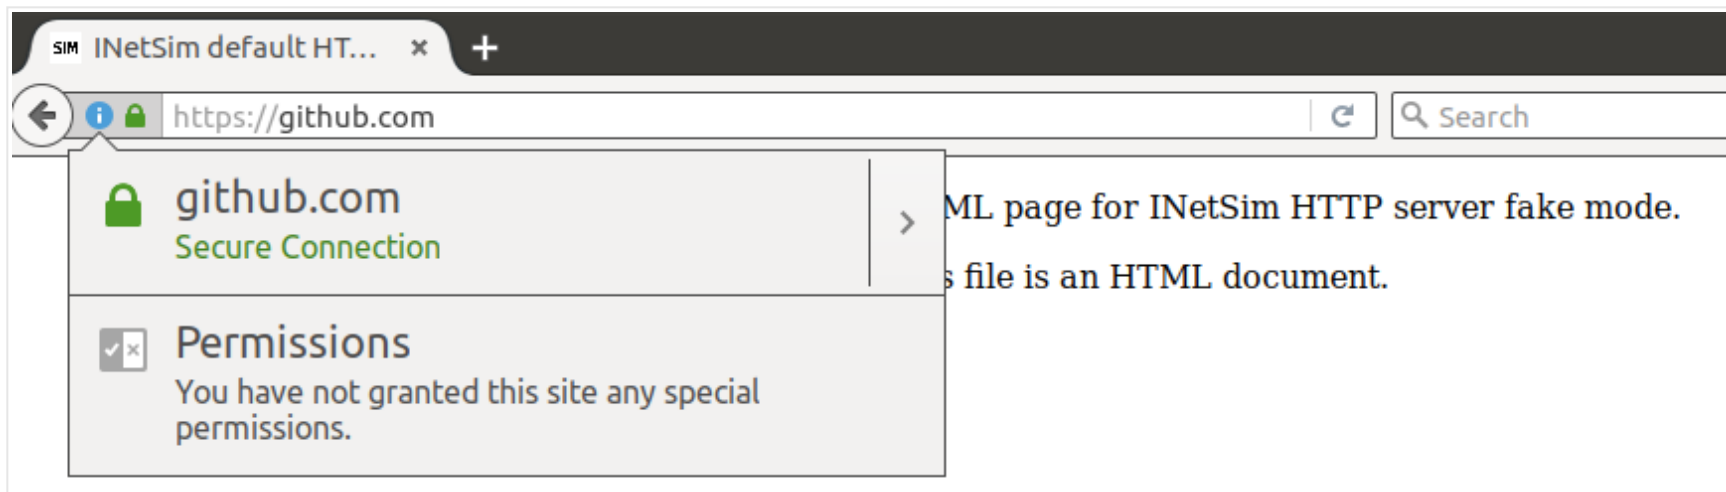 SIM INetSim default HT...
https://github.com
Search
github.com
Secure Connection
ML page for INetSim HTTP server fake mode.
file is an HTML document.
Permissions
You have not granted this site any special
permissions.